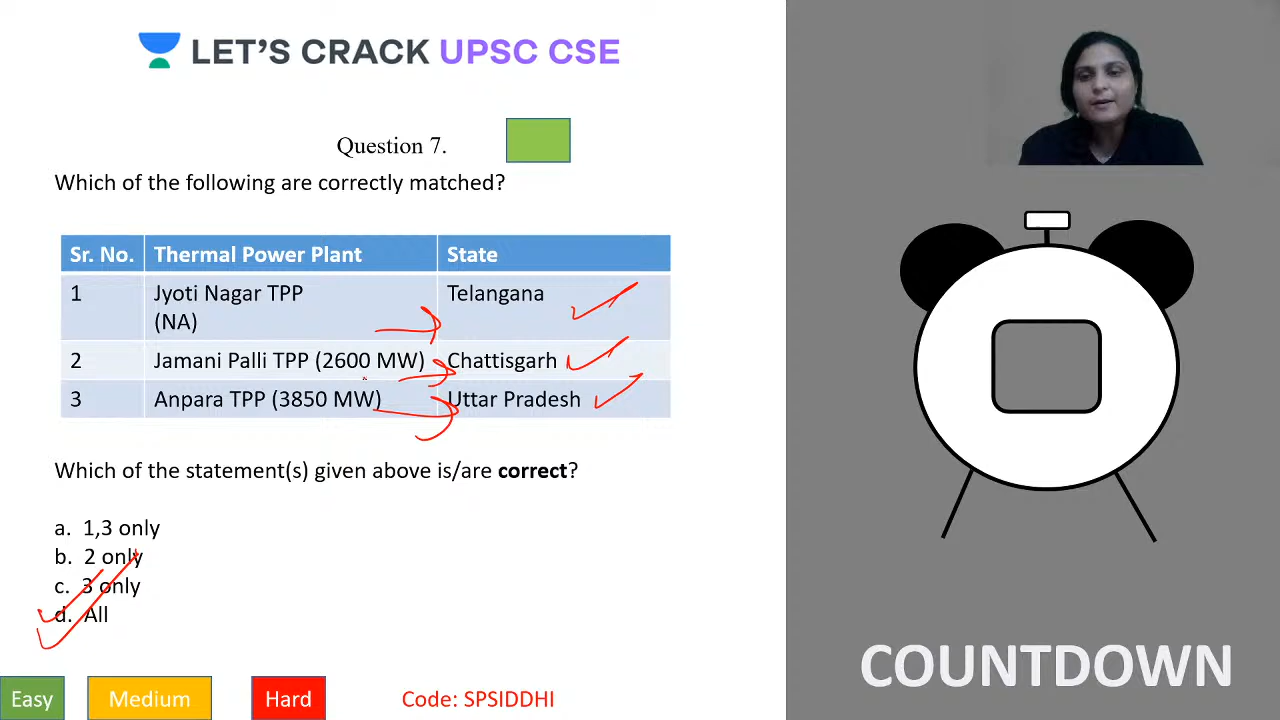 LET'S CRACK UPSC CSE
Question 7.
Which of the following are correctly matched?
Sr. No. Thermal Power Plant State
1 Jyoti Nagar TPP Telangana
(NA)
2 Jamani Palli TPP (2600 MW) Chattisgarh
3 Anpara TPP (3850 MW) Uttar Pradesh
Which of the statement(s) given above is/are correct?
a. 1,3 only
b. 2 only
c. 3 only
d. All
Easy Medium Hard Code: SPSIDDHI
COUNTDOWN